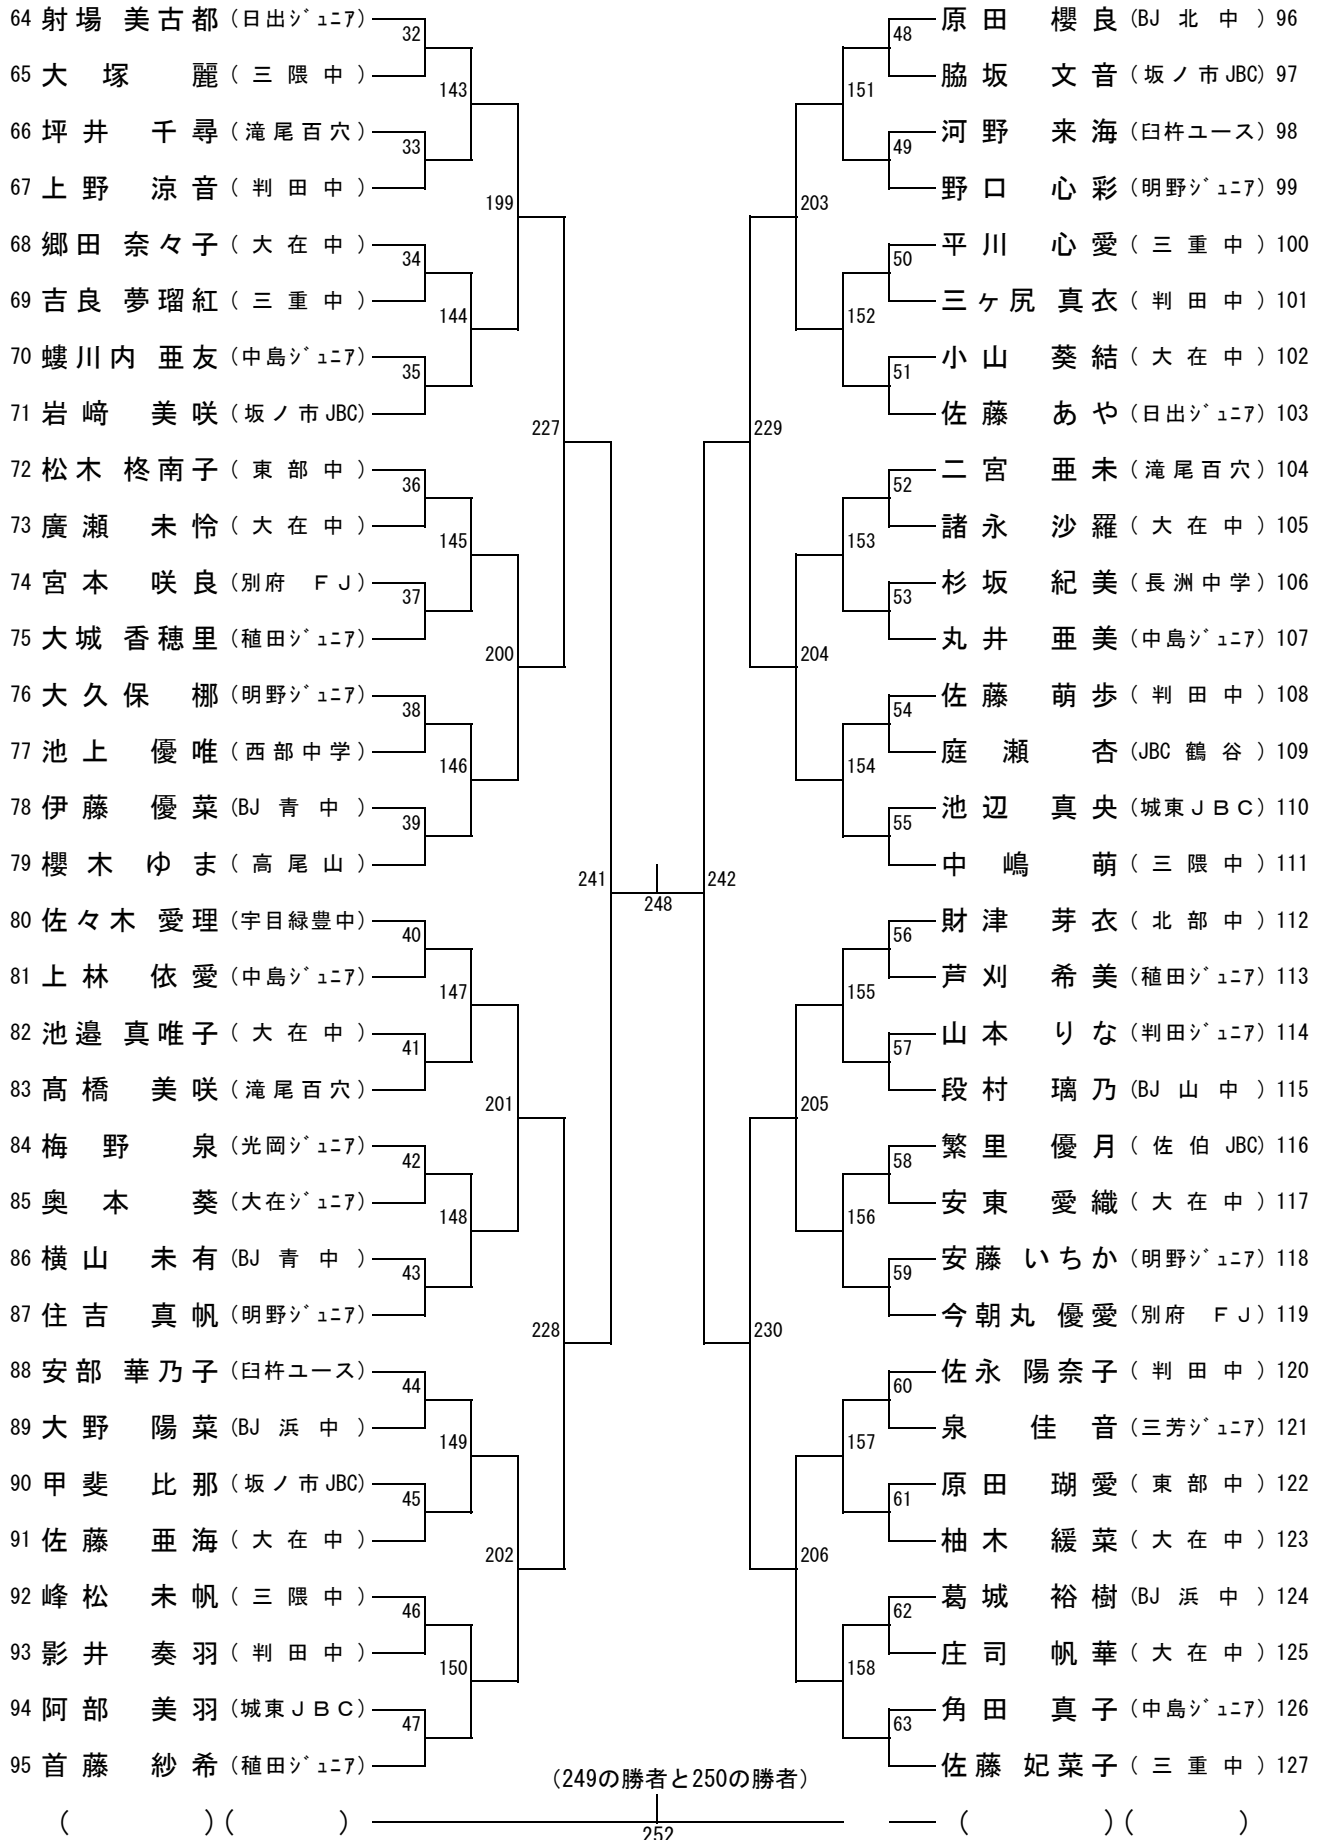 64 射場 美古都 (日出ジュニア)
32
65 大塚 麗 (三隈中)
143
66 坪井 千尋 (滝尾百穴)
33
67 上野 涼音 (判田中)
199
68 郷田 奈々子 (大在中)
34
69 吉良 夢瑠紅 (三重中)
144
70 螻川内 亜友 (中島ジュニア)
35
71 岩﨑 美咲 (坂ノ市JBC)
227
72 松木 柊南子 (東部中)
36
73 廣瀬 未怜 (大在中)
145
74 宮本 咲良 (別府 FJ)
37
75 大城 香穂里 (稙田ジュニア)
200
76 大久保 梛 (明野ジュニア)
38
77 池上 優唯 (西部中学)
146
78 伊藤 優菜 (BJ 青中)
39
79 櫻木 ゆま (高尾山)
241
80 佐々木 愛理 (宇目緑豊中)
40
81 上林 依愛 (中島ジュニア)
147
82 池邉 真唯子 (大在中)
41
83 髙橋 美咲 (滝尾百穴)
201
84 梅野 泉 (光岡ジュニア)
42
85 奥本 葵 (大在ジュニア)
148
86 横山 未有 (BJ 青中)
43
87 住吉 真帆 (明野ジュニア)
228
88 安部 華乃子 (臼杵ユース)
44
89 大野 陽菜 (BJ 浜中)
149
90 甲斐 比那 (坂ノ市JBC)
45
91 佐藤 亜海 (大在中)
202
92 峰松 未帆 (三隈中)
46
93 影井 奏羽 (判田中)
150
94 阿部 美羽 (城東JBC)
47
95 首藤 紗希 (稙田ジュニア)
248
原田 櫻良 (BJ 北中) 96
48
脇坂 文音 (坂ノ市JBC) 97
151
河野 来海 (臼杵ユース) 98
49
野口 心彩 (明野ジュニア) 99
203
平川 心愛 (三重中) 100
50
三ヶ尻 真衣 (判田中) 101
152
小山 葵結 (大在中) 102
51
佐藤 あや (日出ジュニア) 103
229
二宮 亜未 (滝尾百穴) 104
52
諸永 沙羅 (大在中) 105
153
杉坂 紀美 (長洲中学) 106
53
丸井 亜美 (中島ジュニア) 107
204
佐藤 萌歩 (判田中) 108
54
庭瀬 杏 (JBC 鶴谷) 109
154
池辺 真央 (城東JBC) 110
55
中嶋 萌 (三隈中) 111
242
財津 芽衣 (北部中) 112
56
芦刈 希美 (稙田ジュニア) 113
155
山本 りな (判田ジュニア) 114
57
段村 璃乃 (BJ 山中) 115
205
繁里 優月 (佐伯 JBC) 116
58
安東 愛織 (大在中) 117
156
安藤 いちか (明野ジュニア) 118
59
今朝丸 優愛 (別府 FJ) 119
230
佐永 陽奈子 (判田中) 120
60
泉 佳音 (三芳ジュニア) 121
157
原田 瑚愛 (東部中) 122
61
柚木 緩菜 (大在中) 123
206
葛城 裕樹 (BJ 浜中) 124
62
庄司 帆華 (大在中) 125
158
角田 真子 (中島ジュニア) 126
63
佐藤 妃菜子 (三重中) 127
(249の勝者と250の勝者)
( ) ( ) 252 ( ) ( )